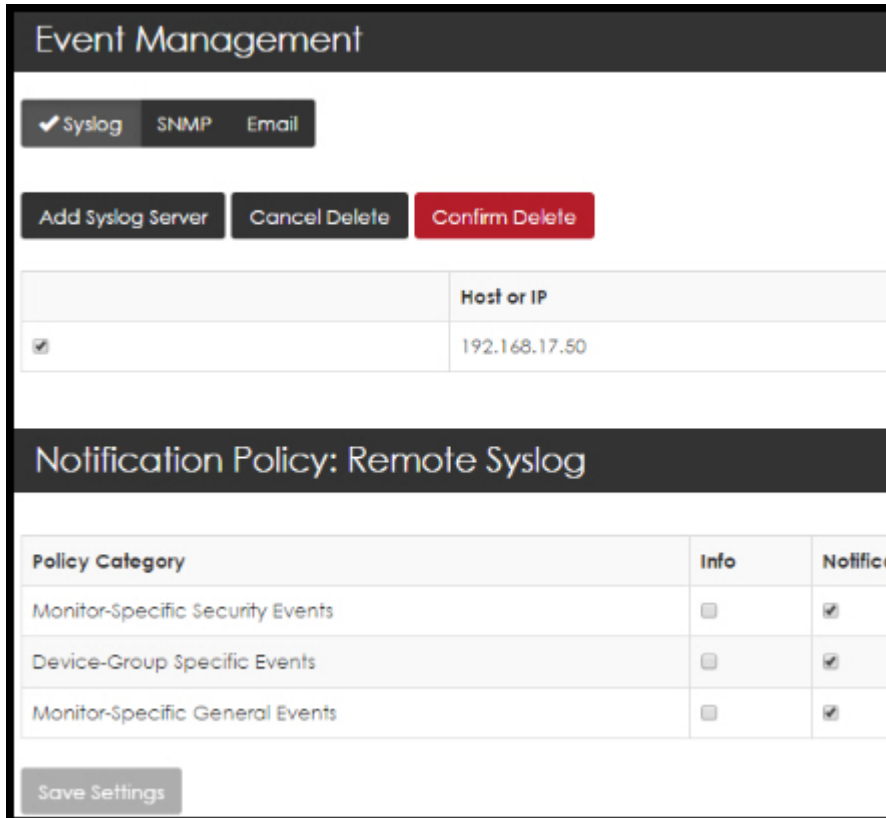 Event Management
Syslog SNMP Email
Add Syslog Server Cancel Delete Confirm Delete
Host or IP
192.168.17.50
Notification Policy: Remote Syslog
Policy Category Info Notific
Monitor-Specific Security Events
Device-Group Specific Events
Monitor-Specific General Events
Save Settings